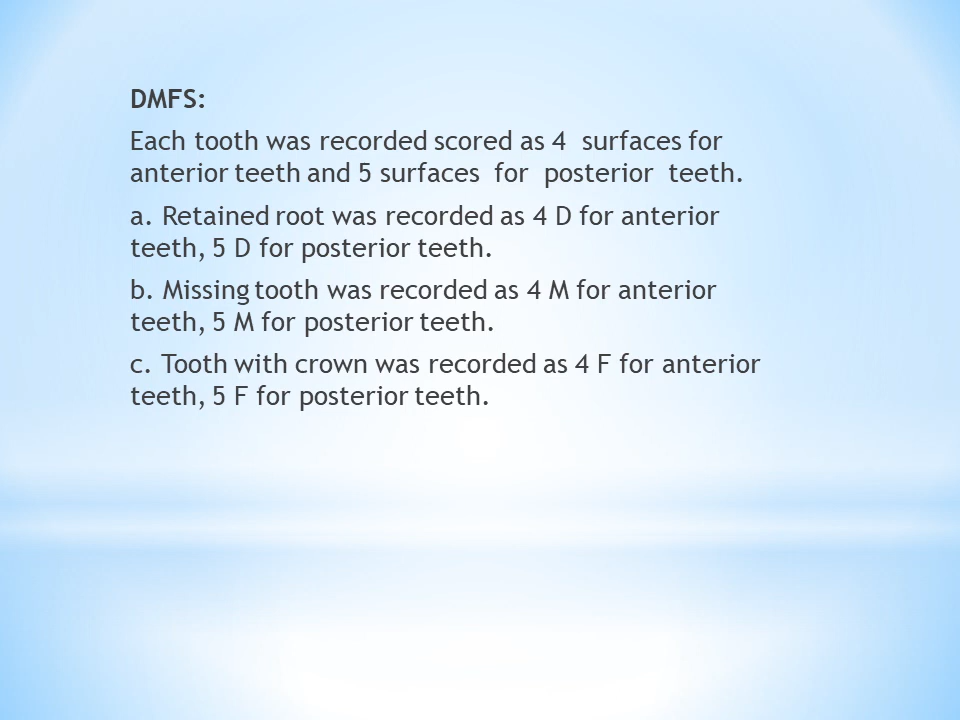 DMFS:
Each tooth was recorded scored as 4  surfaces for
anterior teeth and 5 surfaces  for  posterior  teeth.
a. Retained root was recorded as 4 D for anterior
teeth, 5 D for posterior teeth.
b. Missing tooth was recorded as 4 M for anterior
teeth, 5 M for posterior teeth.
c. Tooth with crown was recorded as 4 F for anterior
teeth, 5 F for posterior teeth.